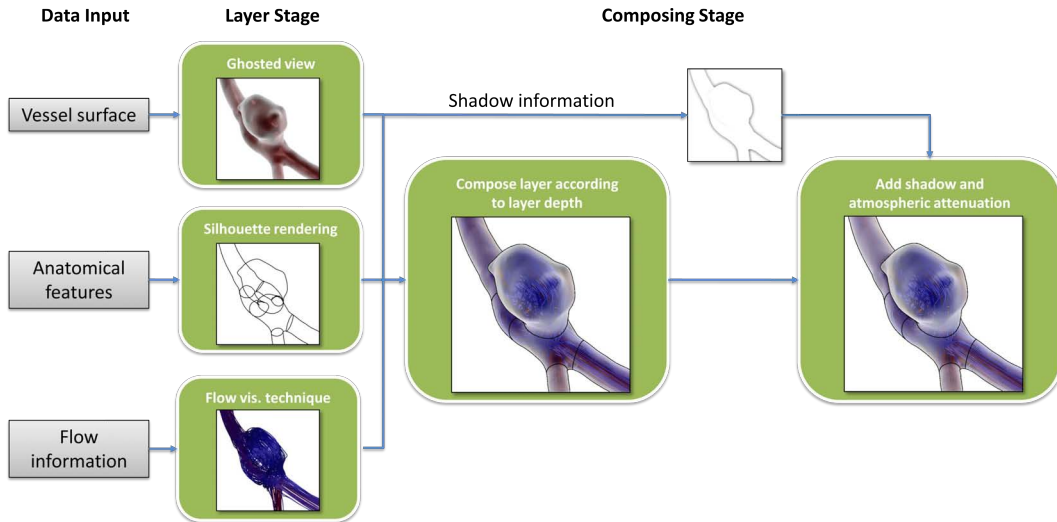 Data Input
Layer Stage
Composing Stage
Ghosted view
Vessel surface
Shadow information
Compose layer according
to layer depth
Add shadow and
atmospheric attenuation
Silhouette rendering
Anatomical
features
Flow vis. technique
Flow
information